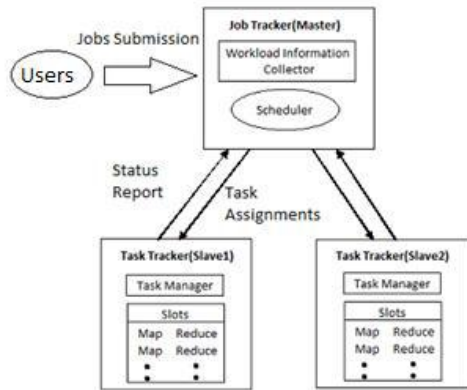 Job Tracker(Master)
Jobs Submission
Workload Information
Collector
Users
Scheduler
Status
Report
Task
Assignments
Task Tracker(Slave1)
Task Manager
Slots
Map Reduce
Map Reduce
Task Tracker(Slave2)
Task Manager
Slots
Map Reduce
Map Reduce